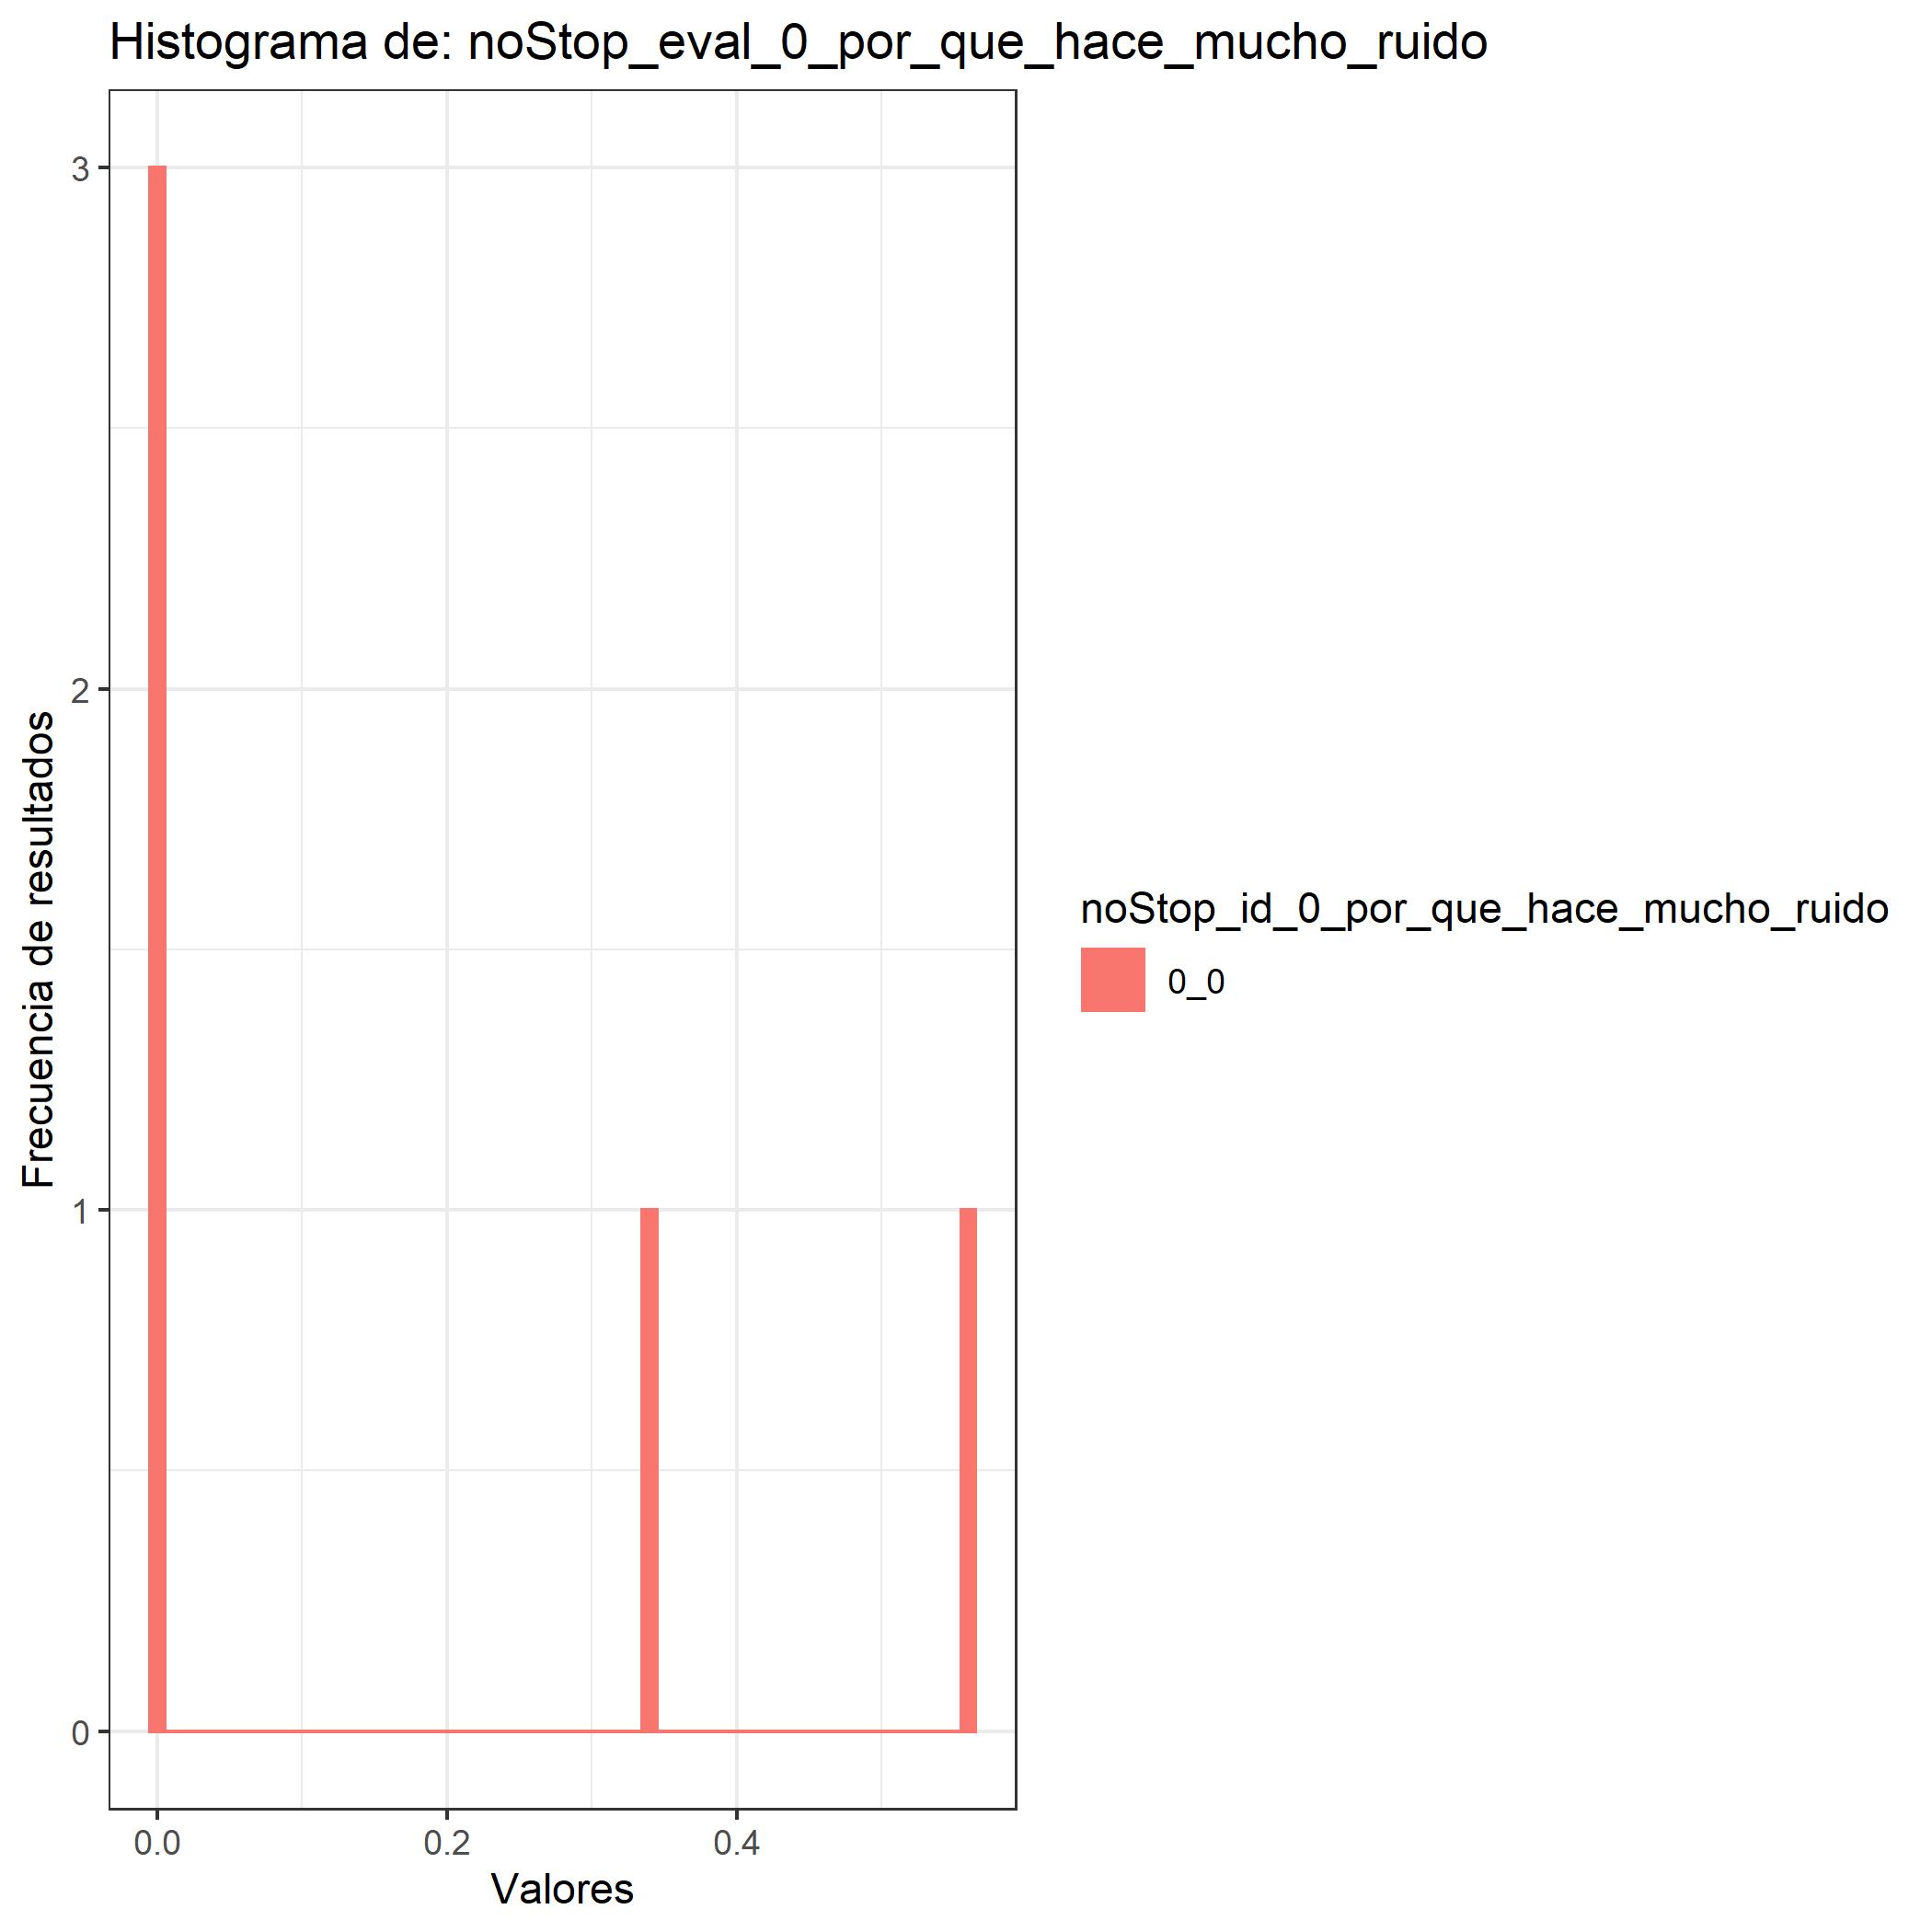 Histograma de: noStop_eval_0_por_que_hace_mucho_ruido
3
2
1
0
Frecuencia de resultados
0.0 0.2 0.4
Valores
noStop_id_0_por_que_hace_mucho_ruido
0_0